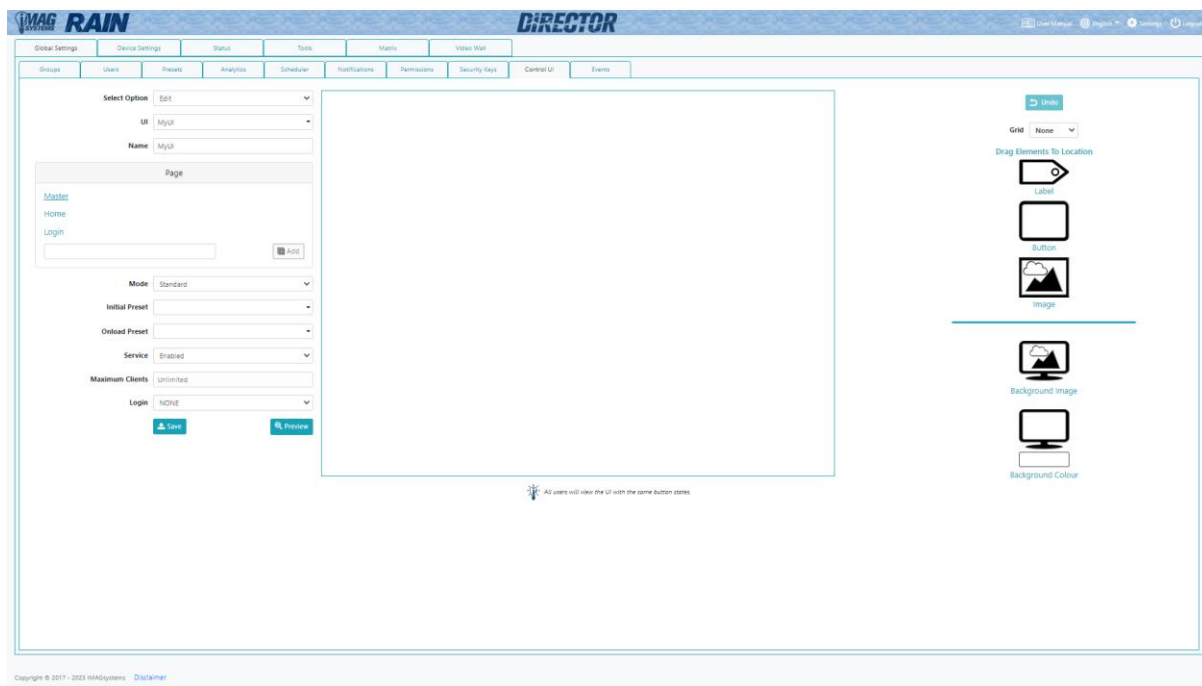 iMAG SYSTEMS RAIN
DiRECTOR
User Manual English Settings Logout
Global Settings Device Settings Status Tools Matrix Video Wall
Groups Users Presets Analytics Scheduler Notifications Permissions Security Keys Control UI Events
Select Option Edit
UI MyUI
Name MyUI
Page
Master
Home
Login
Add
Mode Standard
Initial Preset
Onload Preset
Service Enabled
Maximum Clients Unlimited
Login NONE
Save Preview
All users will view the UI with the same button states.
Undo
Grid None
Drag Elements To Location
Label
Button
Image
Background Image
Background Colour
Copyright © 2017 - 2023 iMAGsystems Disclaimer